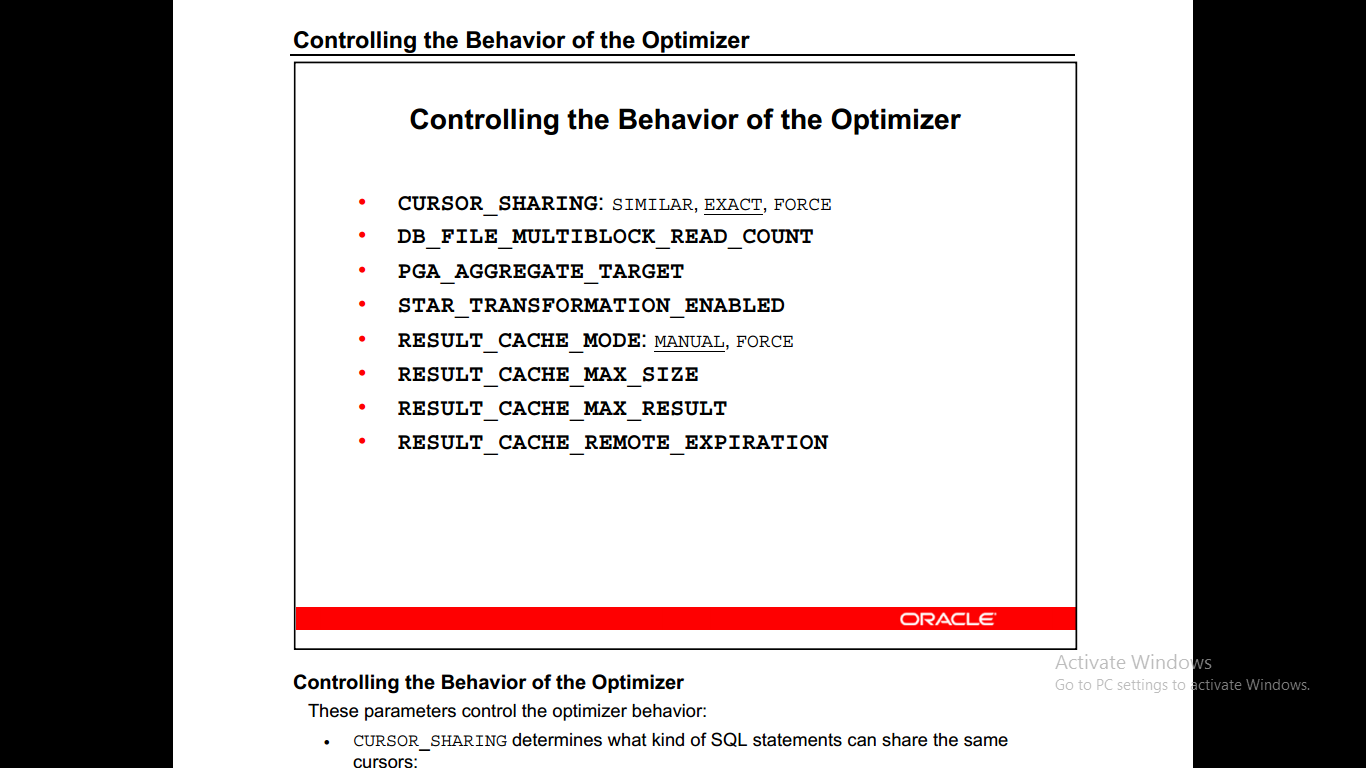 Controlling the Behavior of the Optimizer
Controlling the Behavior of the Optimizer
• CURSOR_SHARING: SIMILAR, EXACT, FORCE
• DB_FILE_MULTIBLOCK_READ_COUNT
• PGA_AGGREGATE_TARGET
• STAR_TRANSFORMATION_ENABLED
• RESULT_CACHE_MODE: MANUAL, FORCE
• RESULT_CACHE_MAX_SIZE
• RESULT_CACHE_MAX_RESULT
• RESULT_CACHE_REMOTE_EXPIRATION
ORACLE
Activate Windows
Go to PC settings to activate Windows.
Controlling the Behavior of the Optimizer
These parameters control the optimizer behavior:
• CURSOR_SHARING determines what kind of SQL statements can share the same
cursors: